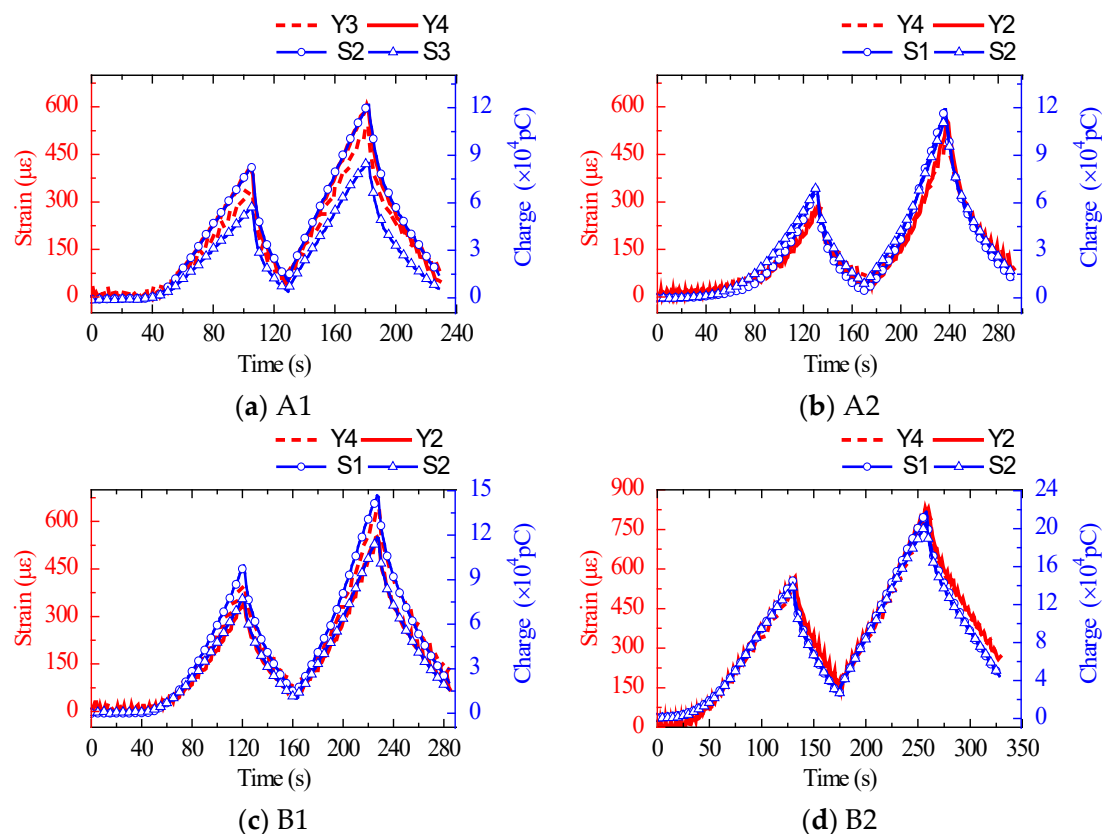 Y3 Y4
S2 S3
Strain (με)
600
450
300
150
0
12
9
6
3
0
Charge (×10⁴pC)
0 40 80 120 160 200 240
Time (s)
(a) A1
Y4 Y2
S1 S2
Strain (με)
600
450
300
150
0
12
9
6
3
0
Charge (×10⁴pC)
0 40 80 120 160 200 240 280
Time (s)
(b) A2
Y4 Y2
S1 S2
Strain (με)
600
450
300
150
0
15
12
9
6
3
0
Charge (×10⁴pC)
0 40 80 120 160 200 240 280
Time (s)
(c) B1
Y4 Y2
S1 S2
Strain (με)
900
750
600
450
300
150
0
24
20
16
12
8
4
0
Charge (×10⁴pC)
0 50 100 150 200 250 300 350
Time (s)
(d) B2